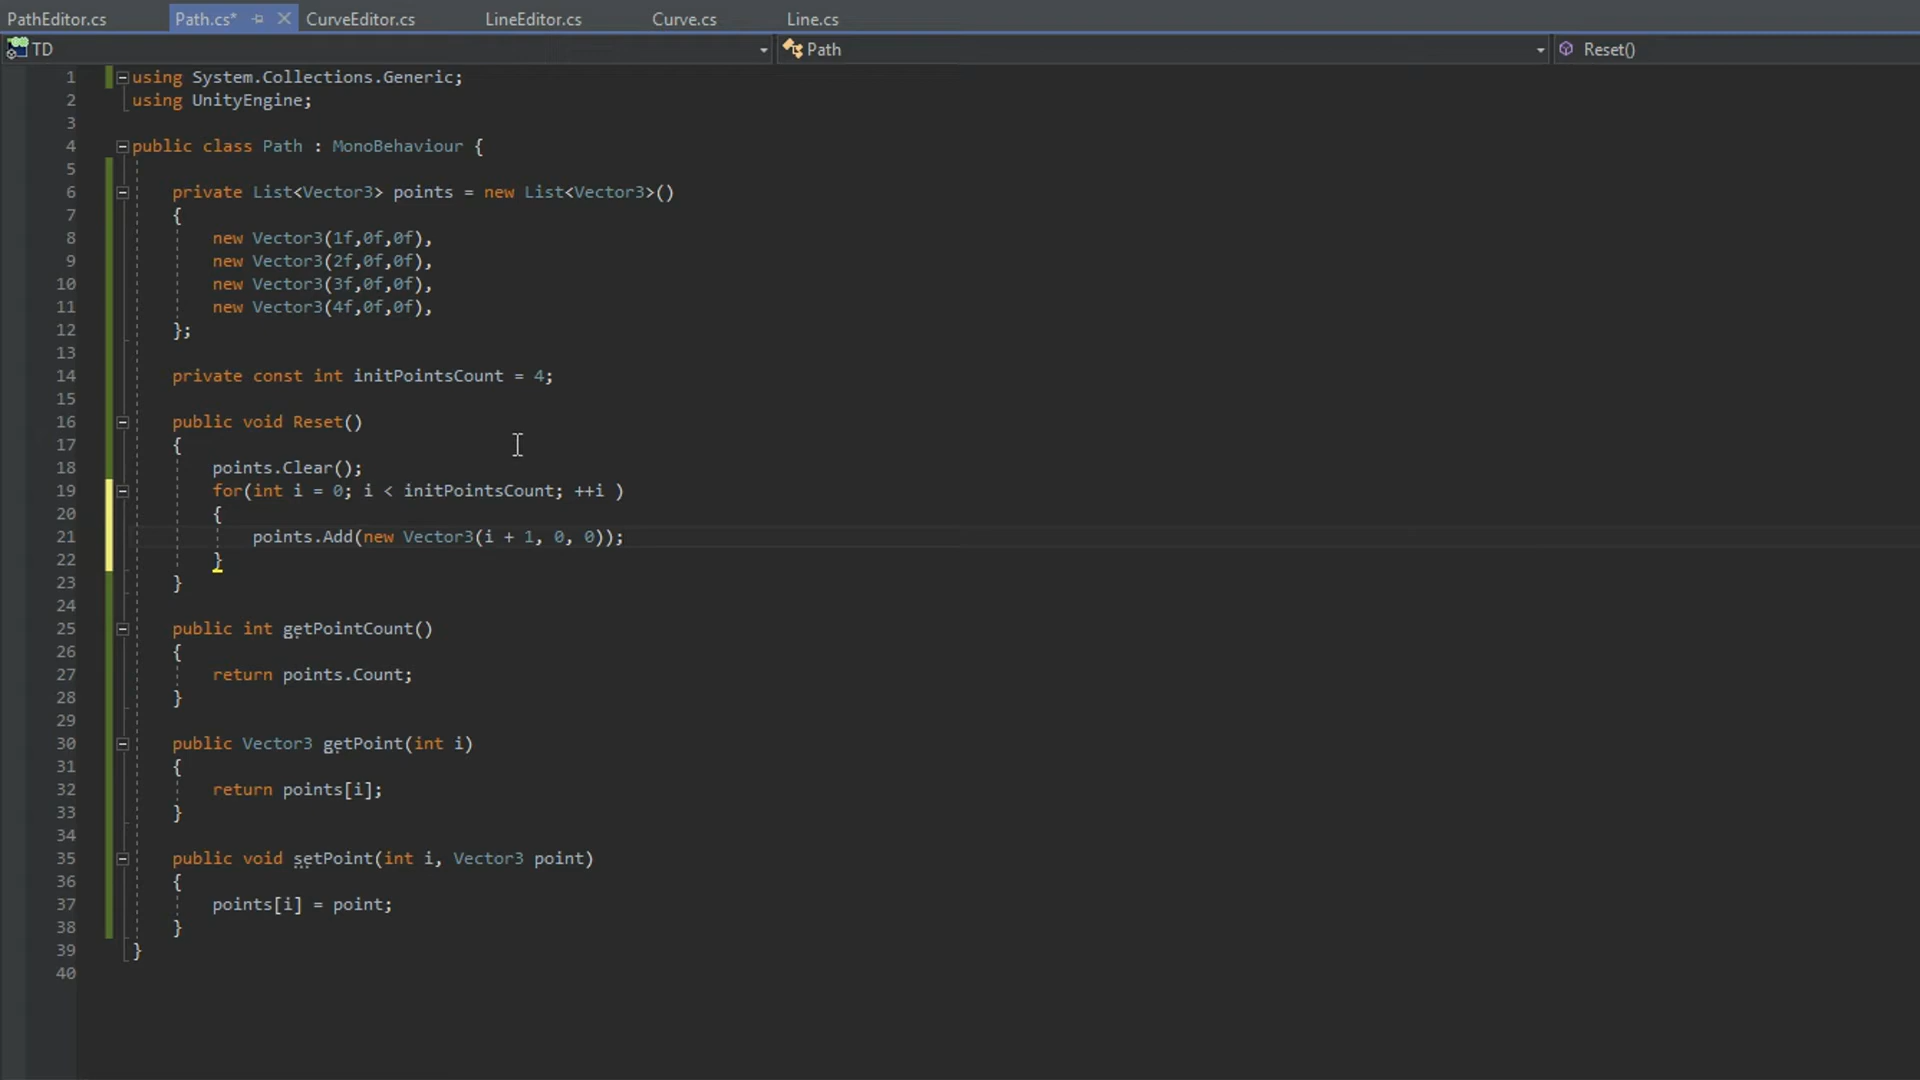 PathEditor.cs Path.cs* CurveEditor.cs LineEditor.cs Curve.cs Line.cs
TD Path Reset()
1 using System.Collections.Generic;
2 using UnityEngine;
3
4 public class Path : MonoBehaviour {
5
6 private List<Vector3> points = new List<Vector3>()
7 {
8 new Vector3(1f,0f,0f),
9 new Vector3(2f,0f,0f),
10 new Vector3(3f,0f,0f),
11 new Vector3(4f,0f,0f),
12 };
13
14 private const int initPointsCount = 4;
15
16 public void Reset()
17 {
18 points.Clear();
19 for(int i = 0; i < initPointsCount; ++i )
20 {
21 points.Add(new Vector3(i + 1, 0, 0));
22 }
23 }
24
25 public int getPointCount()
26 {
27 return points.Count;
28 }
29
30 public Vector3 getPoint(int i)
31 {
32 return points[i];
33 }
34
35 public void setPoint(int i, Vector3 point)
36 {
37 points[i] = point;
38 }
39 }
40